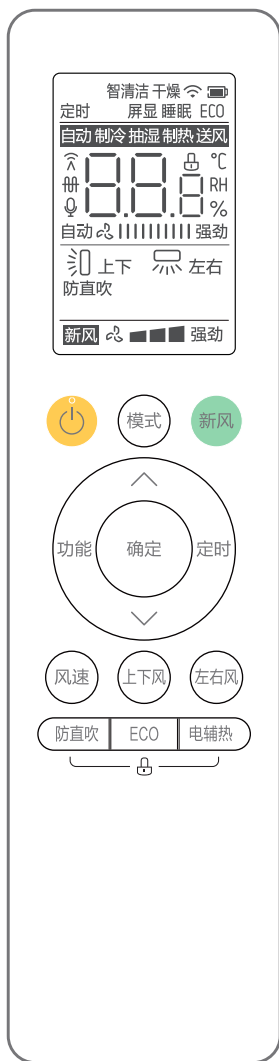 智清洁 干燥
定时 屏显 睡眠 ECO
自动 制冷 抽湿 制热 送风
88.8 °C
RH
%
自动 强劲
上下 左右
防直吹
新风 强劲
模式 新风
功能 确定 定时
风速 上下风 左右风
防直吹 ECO 电辅热